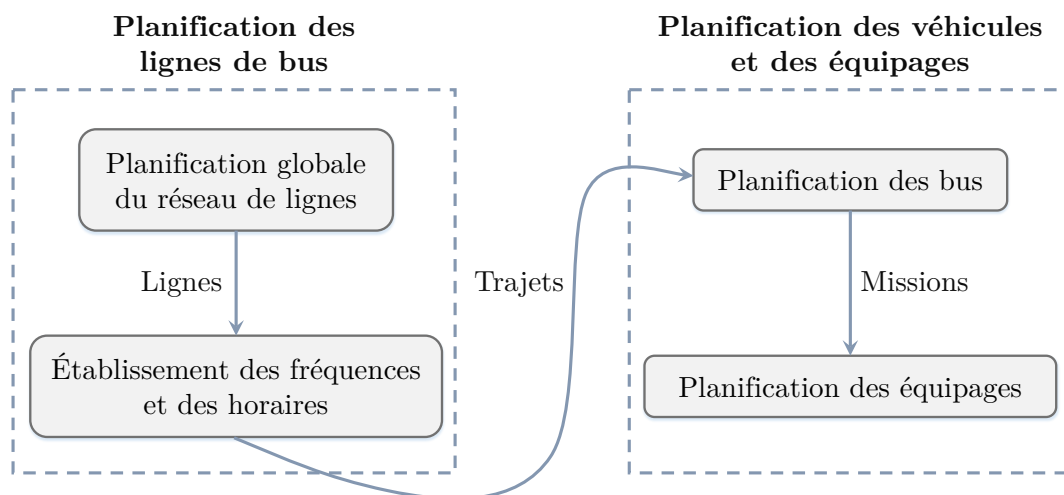 Planification des
lignes de bus
Planification globale
du réseau de lignes
Lignes
Établissement des fréquences
et des horaires
Trajets
Planification des véhicules
et des équipages
Planification des bus
Missions
Planification des équipages